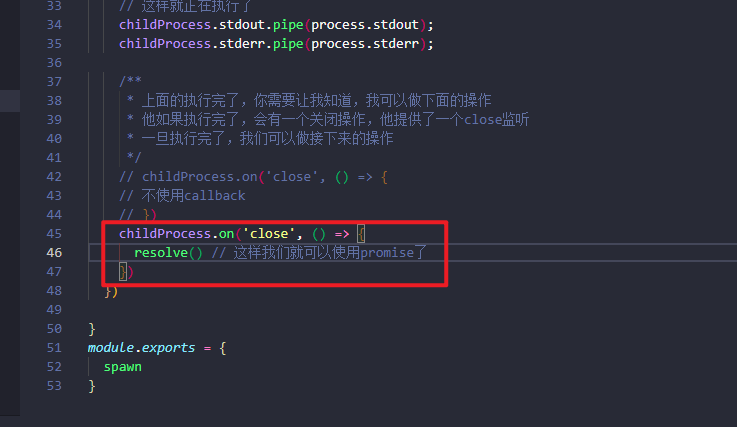 33 // 这样就正在执行了
34 childProcess.stdout.pipe(process.stdout);
35 childProcess.stderr.pipe(process.stderr);
36
37 /**
38 * 上面的执行完了，你需要让我知道，我可以做下面的操作
39 * 他如果执行完了，会有一个关闭操作，他提供了一个close监听
40 * 一旦执行完了，我们可以做接下来的操作
41 */
42 // childProcess.on('close', () => {
43 // 不使用callback
44 // })
45 childProcess.on('close', () => {
46 resolve() // 这样我们就可以使用promise了
47 })
48 })
49
50 }
51 module.exports = {
52 spawn
53 }